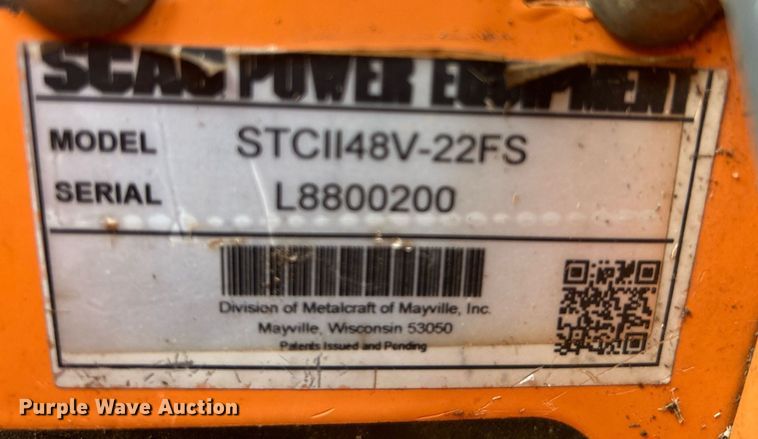 SCAG POWER EQUIPMENT
MODEL STCII48V-22FS
SERIAL L8800200
Division of Metalcraft of Mayville, Inc.
Mayville, Wisconsin 53050
Patents Issued and Pending
Purple Wave Auction